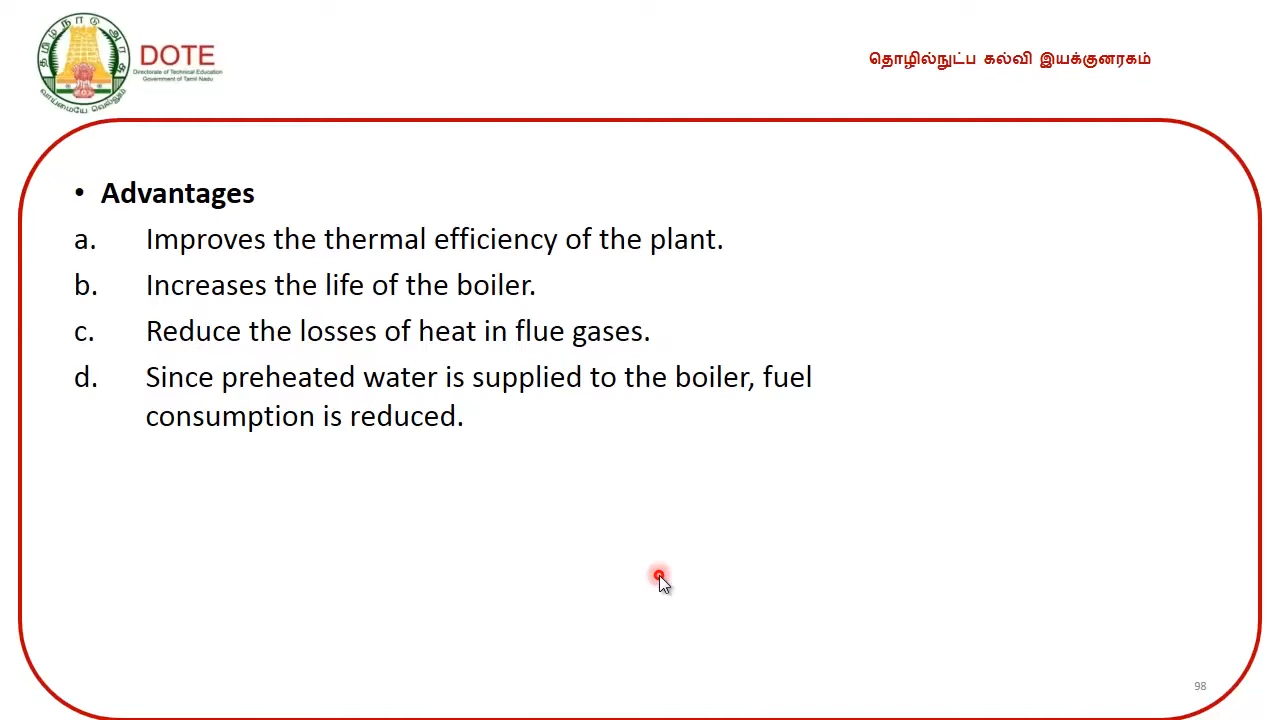 தமிழ்நாடு அரசு
வாய்மையே வெல்லும்
DOTE
Directorate of Technical Education
Government of Tamil Nadu
தொழில்நுட்ப கல்வி இயக்குனரகம்
• Advantages
a. Improves the thermal efficiency of the plant.
b. Increases the life of the boiler.
c. Reduce the losses of heat in flue gases.
d. Since preheated water is supplied to the boiler, fuel
consumption is reduced.
98